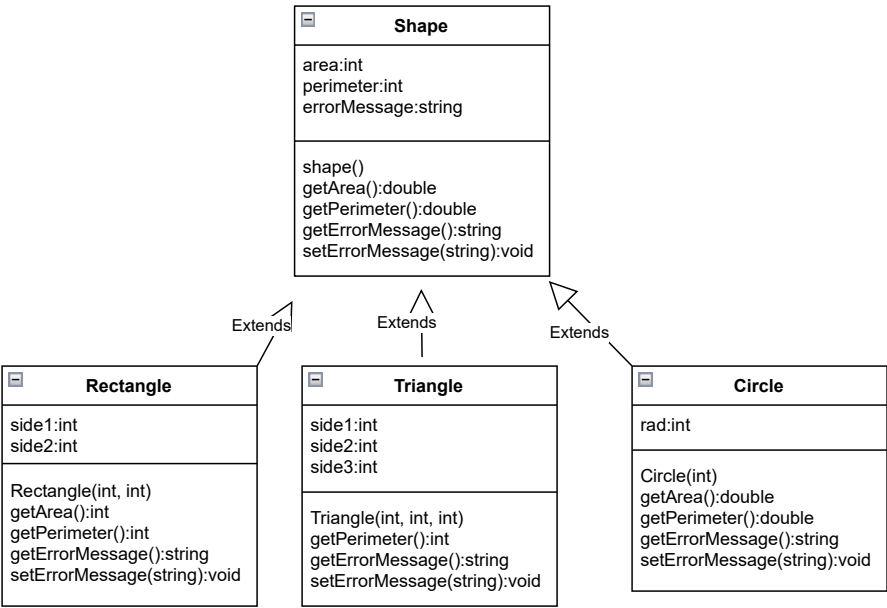 Shape
area:int
perimeter:int
errorMessage:string
shape()
getArea():double
getPerimeter():double
getErrorMessage():string
setErrorMessage(string):void
Extends
Extends
Extends
Rectangle
side1:int
side2:int
Rectangle(int, int)
getArea():int
getPerimeter():int
getErrorMessage():string
setErrorMessage(string):void
Triangle
side1:int
side2:int
side3:int
Triangle(int, int, int)
getPerimeter():int
getErrorMessage():string
setErrorMessage(string):void
Circle
rad:int
Circle(int)
getArea():double
getPerimeter():double
getErrorMessage():string
setErrorMessage(string):void